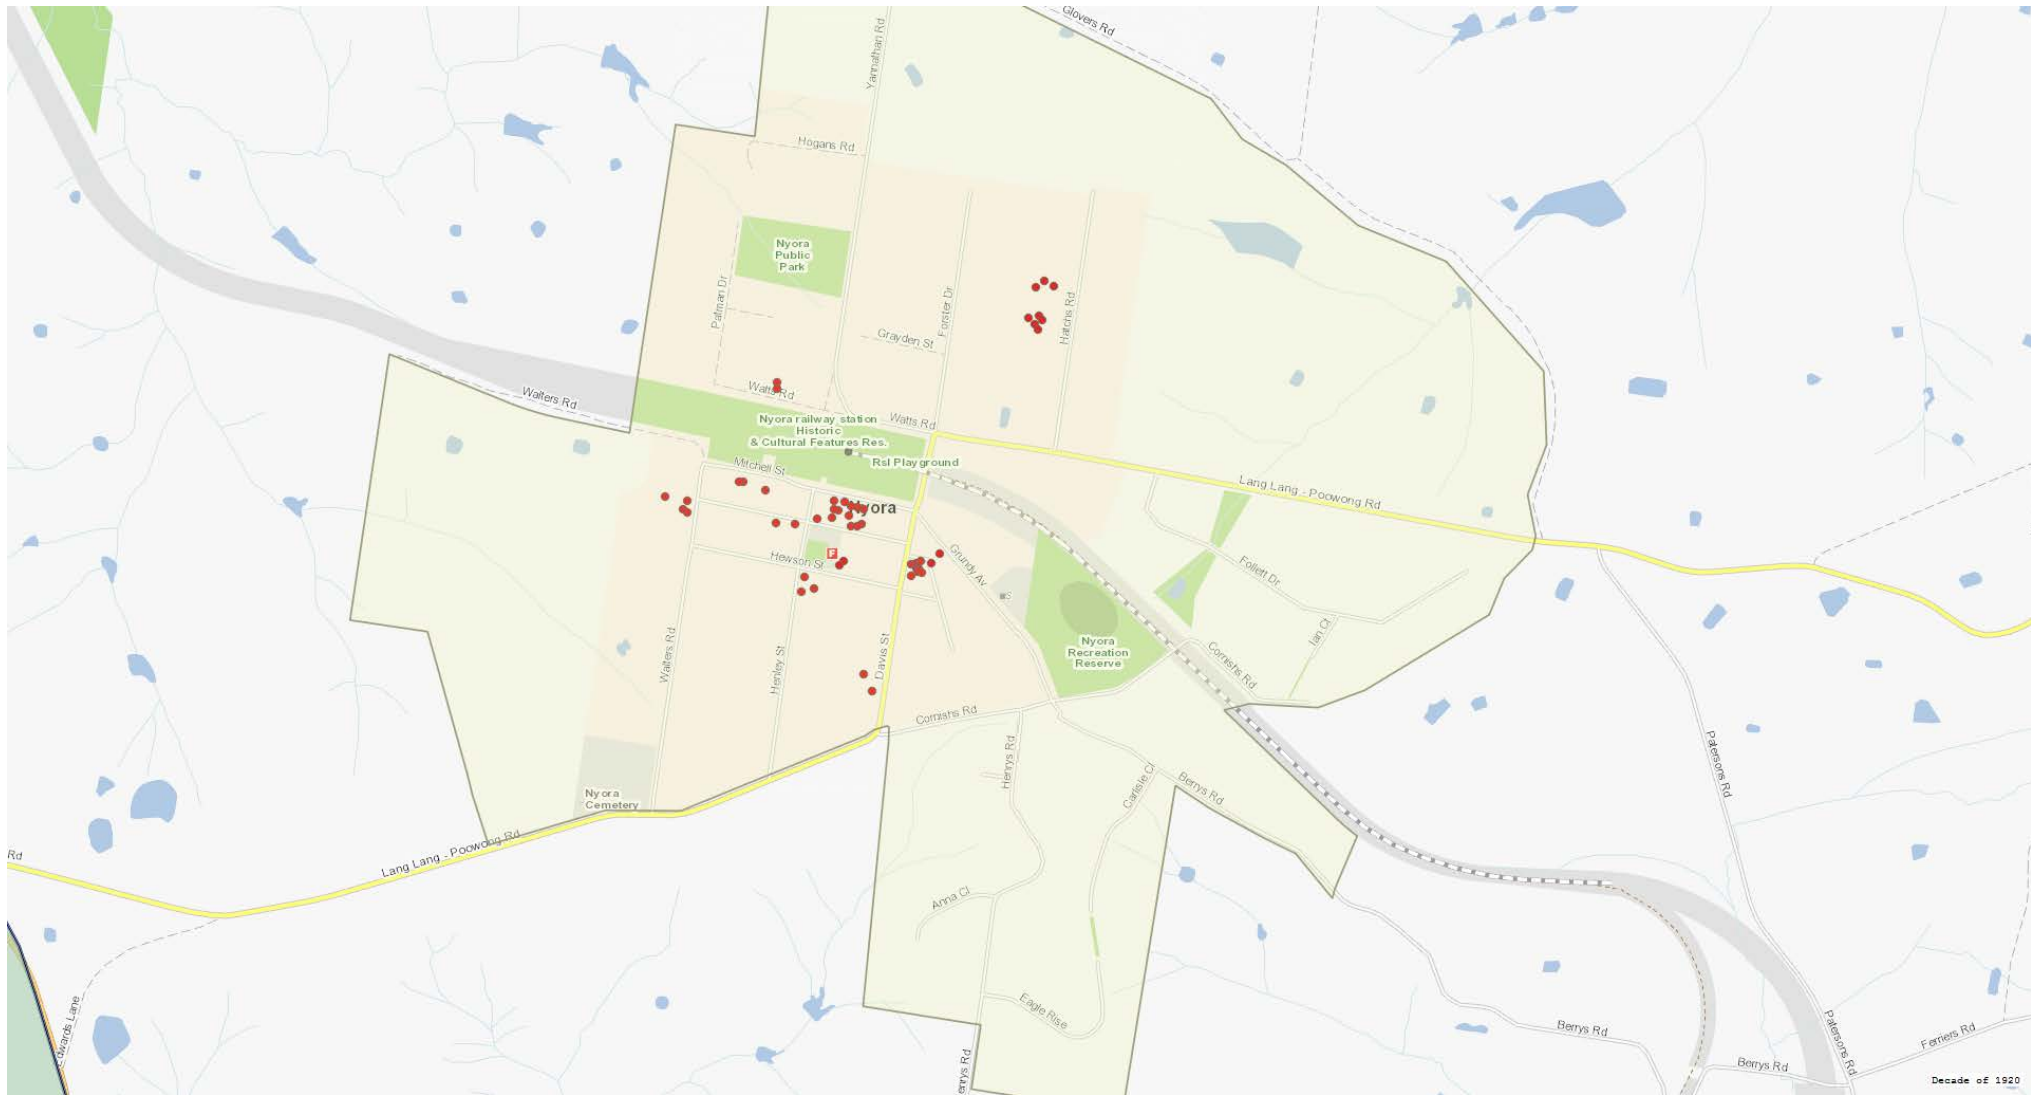 Glovers Rd
Yannathan Rd
Hogans Rd
Nyora
Public
Park
Patman Dr
Forster Dr
Hatchs Rd
Grayden St
Watts Rd
Walters Rd
Watts Rd
Nyora railway station
Historic
& Cultural Features Res.
Rsl Playground
Mitchell St
Lang Lang - Poowong Rd
Nyora
F
Hewson St
Grundy Av
Follett Dr
S
Ian Ct
Walters Rd
Henley St
Davis St
Nyora
Recreation
Reserve
Cornishs Rd
Cornishs Rd
Henrys Rd
Carlisle Cl
Berrys Rd
Patersons Rd
Nyora
Cemetery
Lang Lang - Poowong Rd
Rd
Anna Cl
Eagle Rise
Edwards Lane
Berrys Rd
Patersons Rd
Ferriers Rd
Berrys Rd
enrys Rd
Decade of 1920